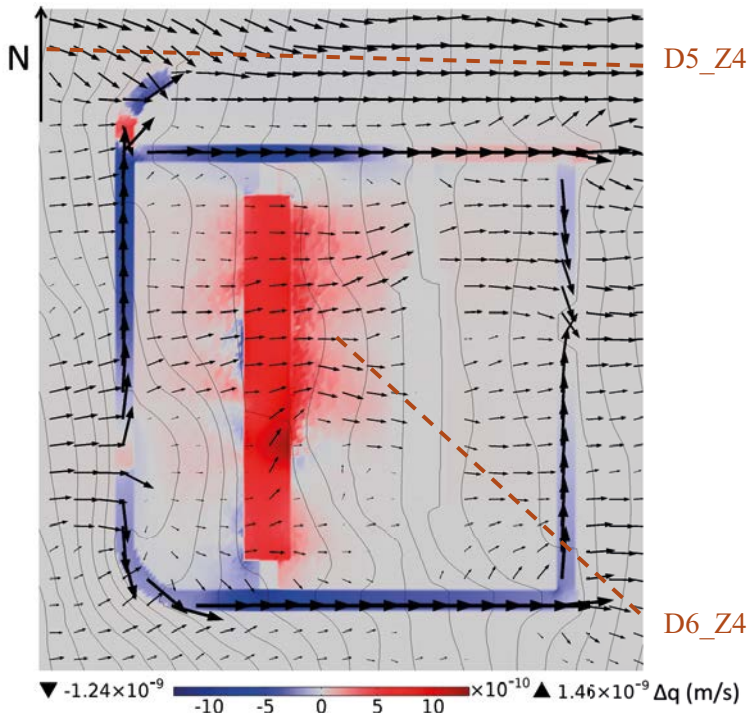 N
D5_Z4
D6_Z4
▼ -1.24×10⁻⁹ -10 -5 0 5 10 ×10⁻¹⁰ ▲ 1.46×10⁻⁹ Δq (m/s)